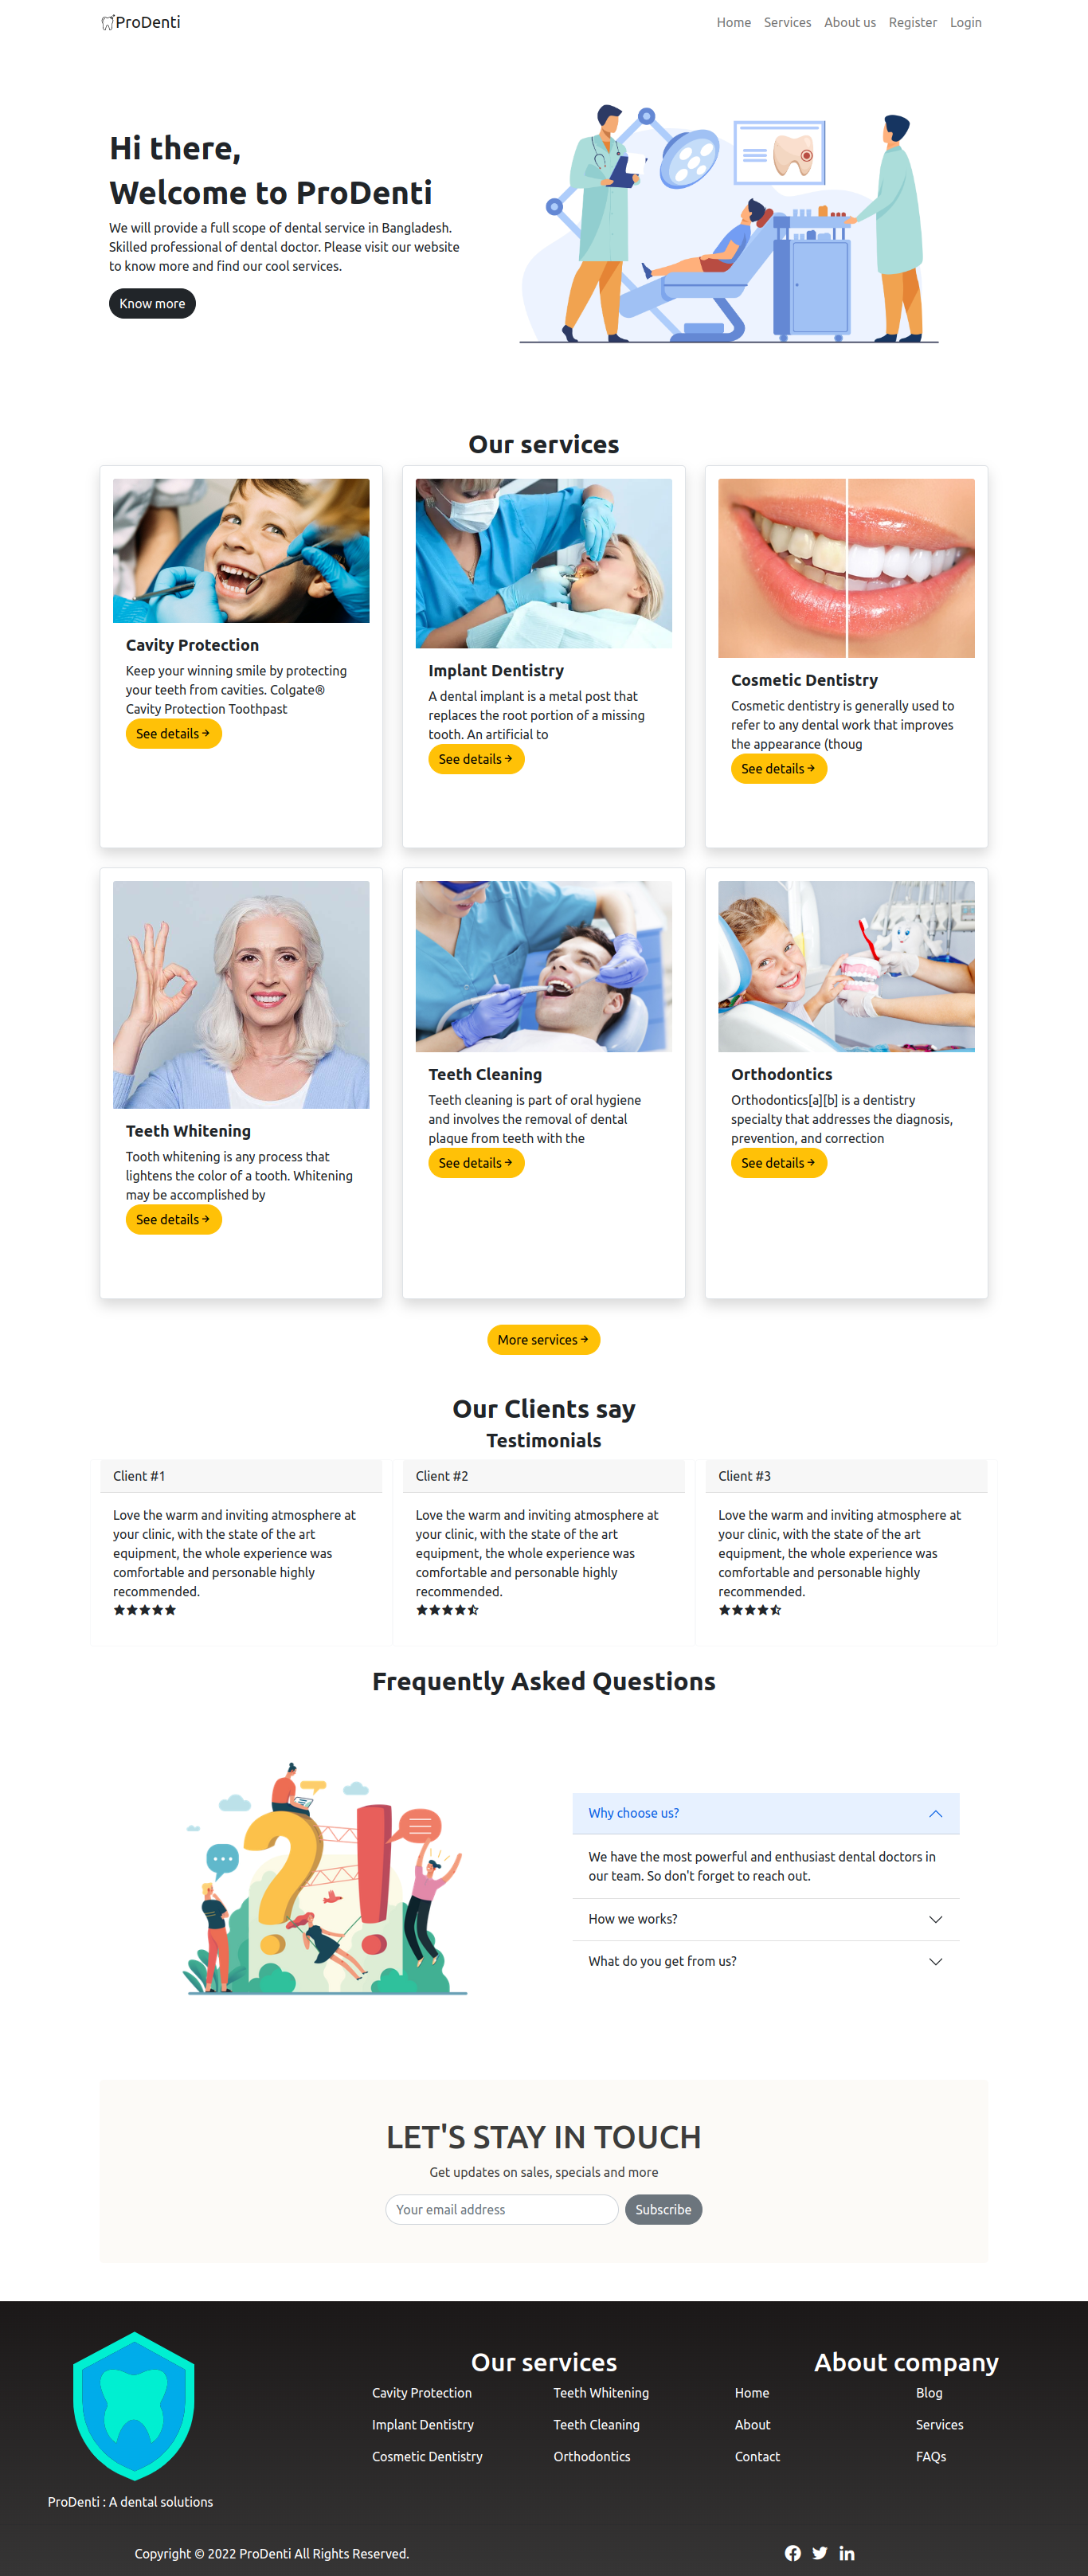 ProDenti
Home Services About us Register Login
Hi there,
Welcome to ProDenti
We will provide a full scope of dental service in Bangladesh.
Skilled professional of dental doctor. Please visit our website
to know more and find our cool services.
Know more
Our services
Cavity Protection
Keep your winning smile by protecting
your teeth from cavities. Colgate®
Cavity Protection Toothpast
See details →
Implant Dentistry
A dental implant is a metal post that
replaces the root portion of a missing
tooth. An artificial to
See details →
Cosmetic Dentistry
Cosmetic dentistry is generally used to
refer to any dental work that improves
the appearance (thoug
See details →
Teeth Whitening
Tooth whitening is any process that
lightens the color of a tooth. Whitening
may be accomplished by
See details →
Teeth Cleaning
Teeth cleaning is part of oral hygiene
and involves the removal of dental
plaque from teeth with the
See details →
Orthodontics
Orthodontics[a][b] is a dentistry
specialty that addresses the diagnosis,
prevention, and correction
See details →
More services →
Our Clients say
Testimonials
Client #1
Love the warm and inviting atmosphere at
your clinic, with the state of the art
equipment, the whole experience was
comfortable and personable highly
recommended.
Client #2
Love the warm and inviting atmosphere at
your clinic, with the state of the art
equipment, the whole experience was
comfortable and personable highly
recommended.
Client #3
Love the warm and inviting atmosphere at
your clinic, with the state of the art
equipment, the whole experience was
comfortable and personable highly
recommended.
Frequently Asked Questions
?!
Why choose us?
We have the most powerful and enthusiast dental doctors in
our team. So don't forget to reach out.
How we works?
What do you get from us?
LET'S STAY IN TOUCH
Get updates on sales, specials and more
Your email address
Subscribe
ProDenti : A dental solutions
Our services
Cavity Protection Teeth Whitening
Implant Dentistry Teeth Cleaning
Cosmetic Dentistry Orthodontics
About company
Home Blog
About Services
Contact FAQs
Copyright © 2022 ProDenti All Rights Reserved.